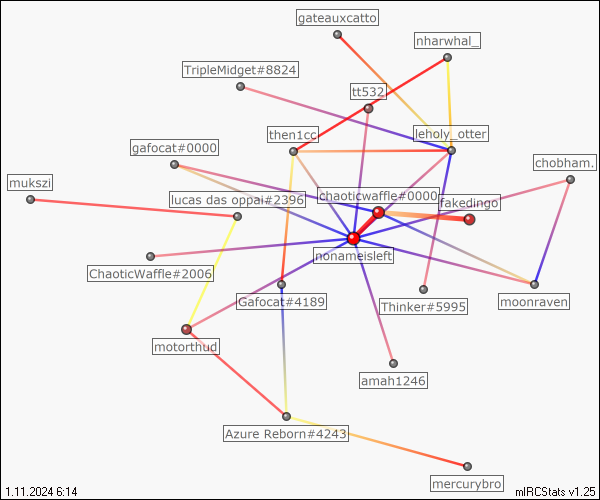 gateauxcatto
nharwhal_
TripleMidget#8824
tt532
then1cc
leholy_otter
gafocat#0000
chobham.
mukszi
lucas das oppai#2396
chaoticwaffle#0000
fakedingo
nonameisleft
ChaoticWaffle#2006
Gafocat#4189
Thinker#5995
moonraven
motorthud
amah1246
Azure Reborn#4243
mercurybro
1.11.2024 6:14
mIRCStats v1.25